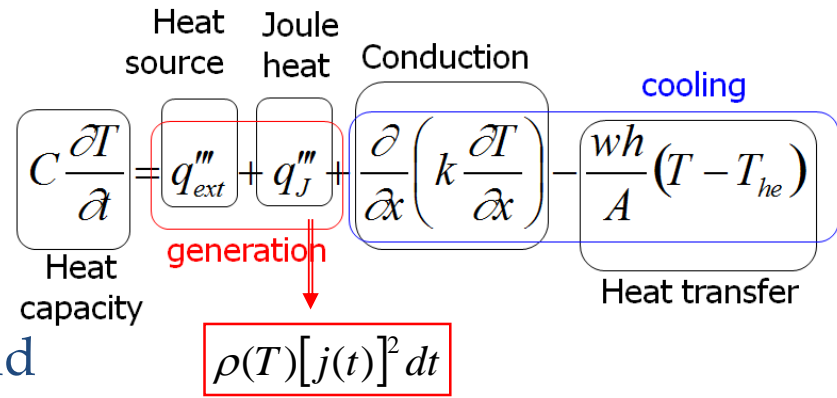 Heat source
Joule heat
Conduction
cooling
C ∂T/∂t = q'''_ext + q'''_J + ∂/∂x (k ∂T/∂x) − wh/A (T − T_he)
generation
Heat capacity
Heat transfer
ρ(T)[j(t)]² dt